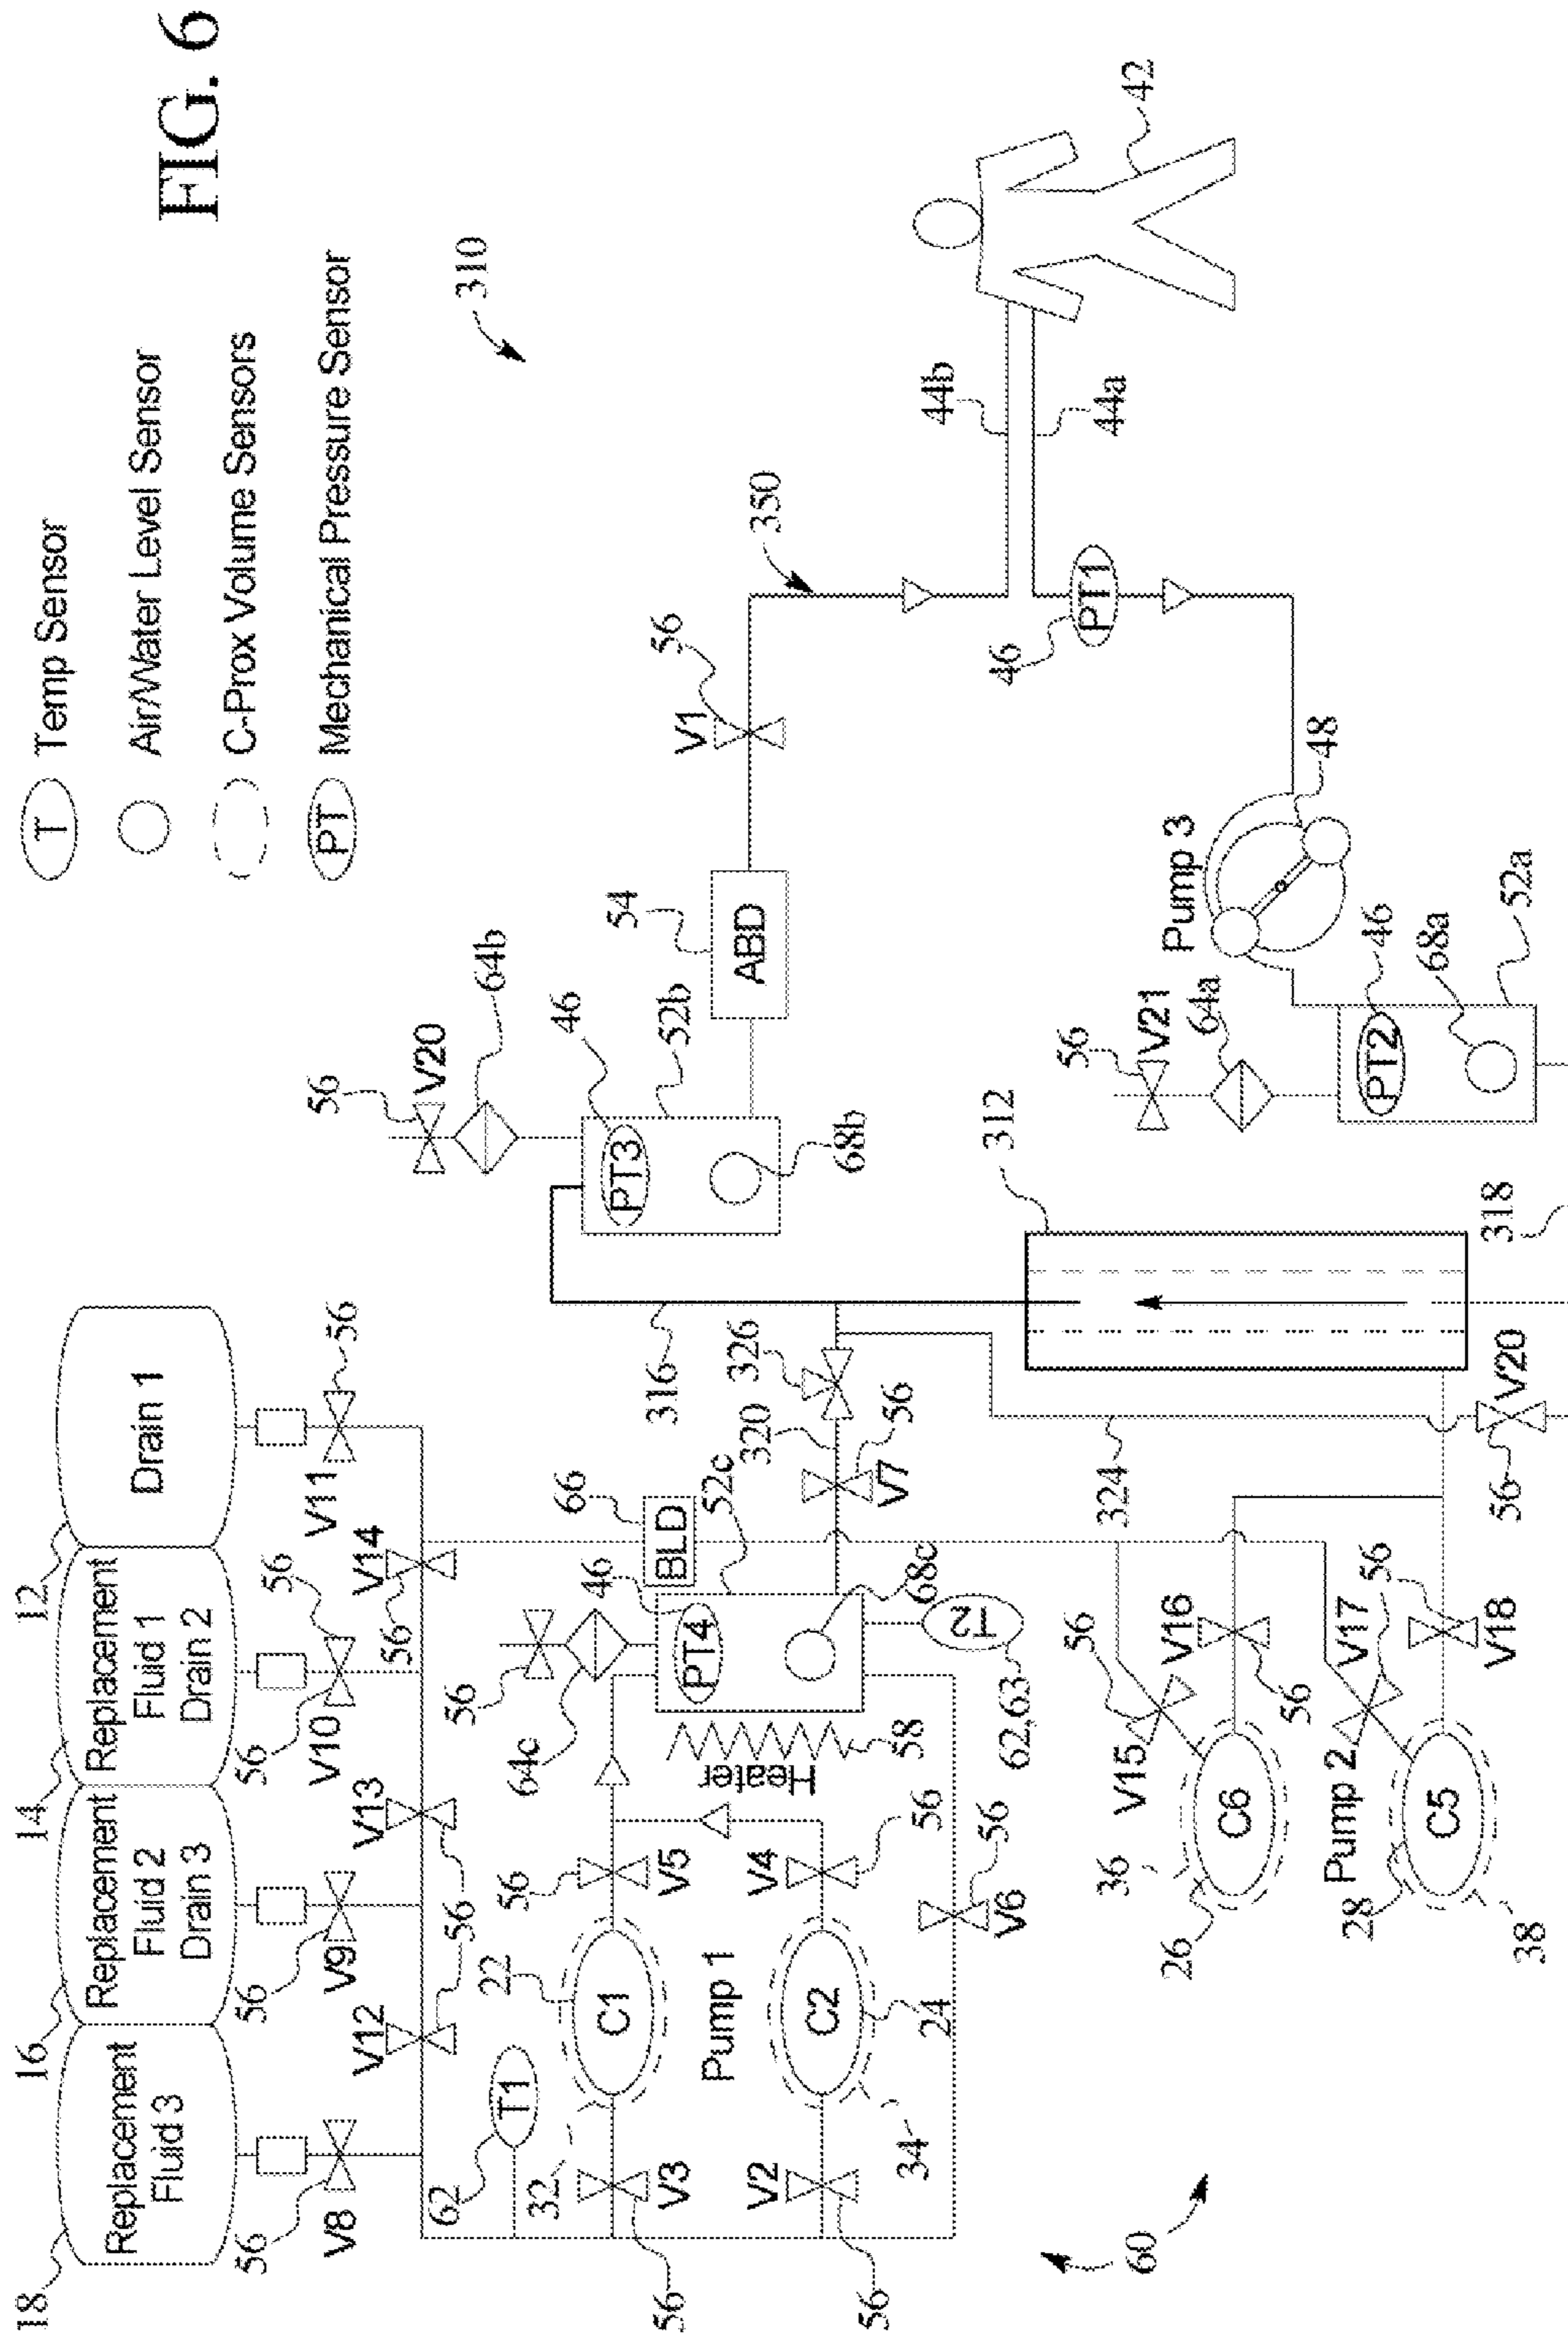 FIG. 6
T Temp Sensor
Air/Water Level Sensor
C-Prox Volume Sensors
PT Mechanical Pressure Sensor
310
18
16
14
12
Replacement
Fluid 3
Replacement
Fluid 2
Drain 3
Replacement
Fluid 1
Drain 2
Drain 1
56
V8
56
V9
56
V10
56
V11
56
V12
56
V13
56
V14
56
62
T1
32
22
C1
V3
56
56
V5
Pump 1
V2
56
34
C2
24
V4
56
V6
56
64c
56
46
PT4
68c
52c
Heater
58
66
BLD
T2
62,63
60
316
320
326
V7
56
324
56
V20
64b
46
PT3
52b
68b
54
ABD
V1
56
350
44b
44a
46
PT1
42
312
318
56
V20
36
26
C6
V15
56
V16
56
Pump 2
28
38
C5
V17
56
V18
56
V21
64a
Pump 3
48
46
PT2
68a
52a